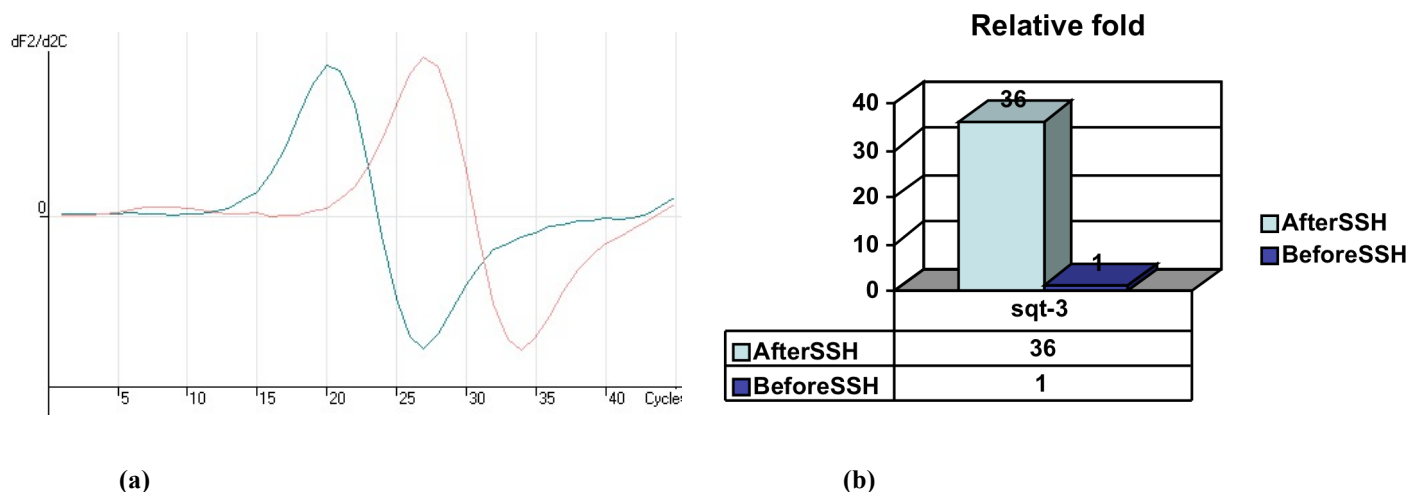 dF2/d2C
0
5 10 15 20 25 30 35 40 Cycles
(a)
Relative fold
40
30
20
10
0
36
1
sqt-3
AfterSSH
BeforeSSH
AfterSSH 36
BeforeSSH 1
(b)